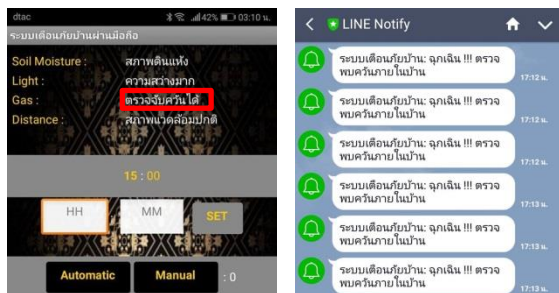 dtac 42% 03:10 น.
ระบบเตือนภัยบ้านผ่านมือถือ
Soil Moisture : สภาพดินแห้ง
Light : ความสว่างมาก
Gas : ตรวจจับควันได้
Distance : สภาพแวดล้อมปกติ
15 : 00
HH MM SET
Automatic Manual : 0
LINE Notify
ระบบเตือนภัยบ้าน: ฉุกเฉิน !!! ตรวจ
พบควันภายในบ้าน
17:12 น.
ระบบเตือนภัยบ้าน: ฉุกเฉิน !!! ตรวจ
พบควันภายในบ้าน
17:12 น.
ระบบเตือนภัยบ้าน: ฉุกเฉิน !!! ตรวจ
พบควันภายในบ้าน
17:12 น.
ระบบเตือนภัยบ้าน: ฉุกเฉิน !!! ตรวจ
พบควันภายในบ้าน
17:13 น.
ระบบเตือนภัยบ้าน: ฉุกเฉิน !!! ตรวจ
พบควันภายในบ้าน
17:13 น.
ระบบเตือนภัยบ้าน: ฉุกเฉิน !!! ตรวจ
พบควันภายในบ้าน
17:13 น.